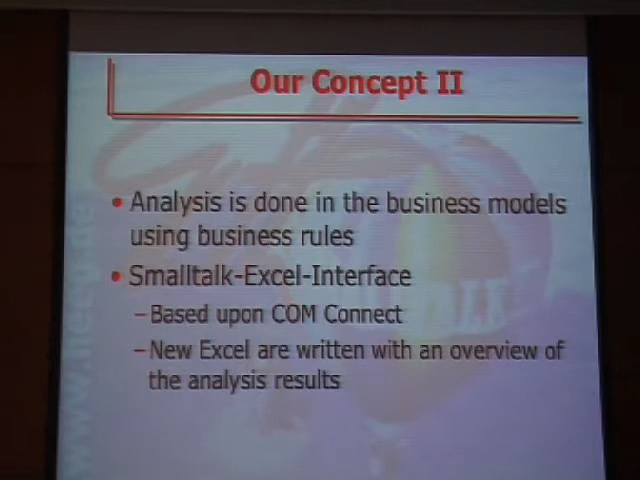 Our Concept II
• Analysis is done in the business models
using business rules
• Smalltalk-Excel-Interface
–Based upon COM Connect
–New Excel are written with an overview of
the analysis results